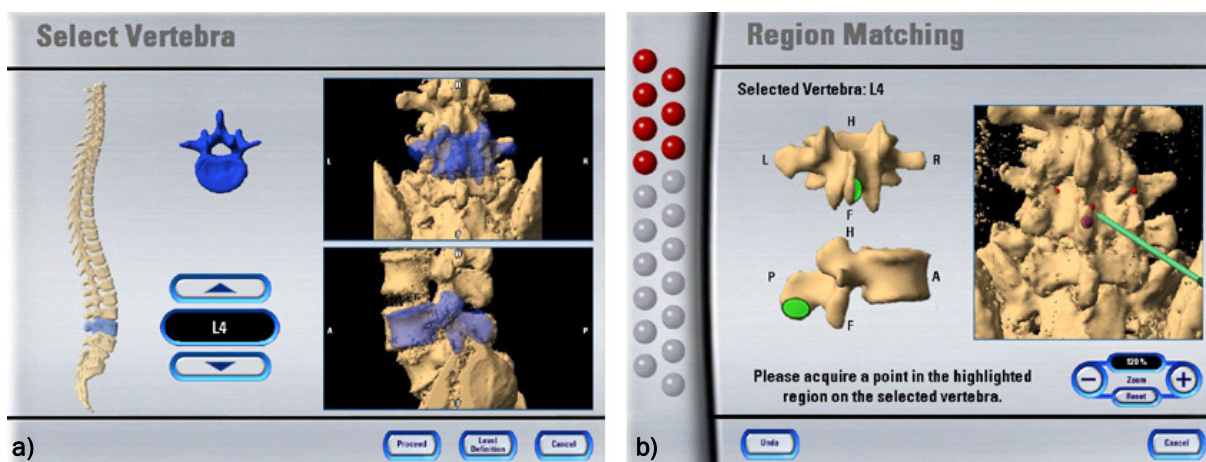 Select Vertebra
H
L
R
F
H
A
P
F
L4
Proceed
Level
Definition
Cancel
a)
Region Matching
Selected Vertebra: L4
H
L
R
F
H
P
A
F
120 %
Zoom
Reset
Please acquire a point in the highlighted
region on the selected vertebra.
Undo
Cancel
b)